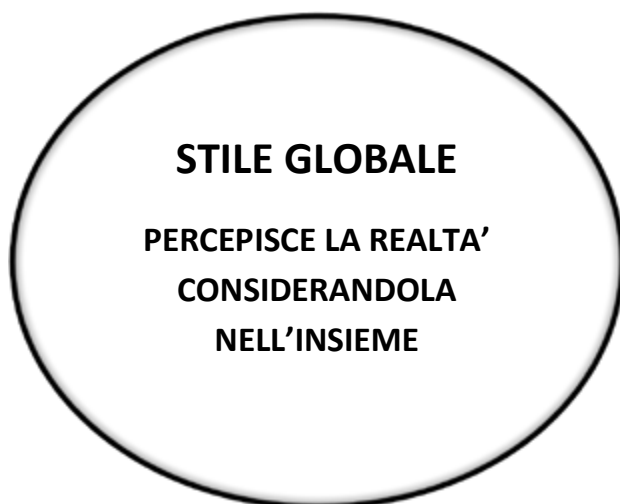 STILE GLOBALE
PERCEPISCE LA REALTA’
CONSIDERANDOLA
NELL’INSIEME